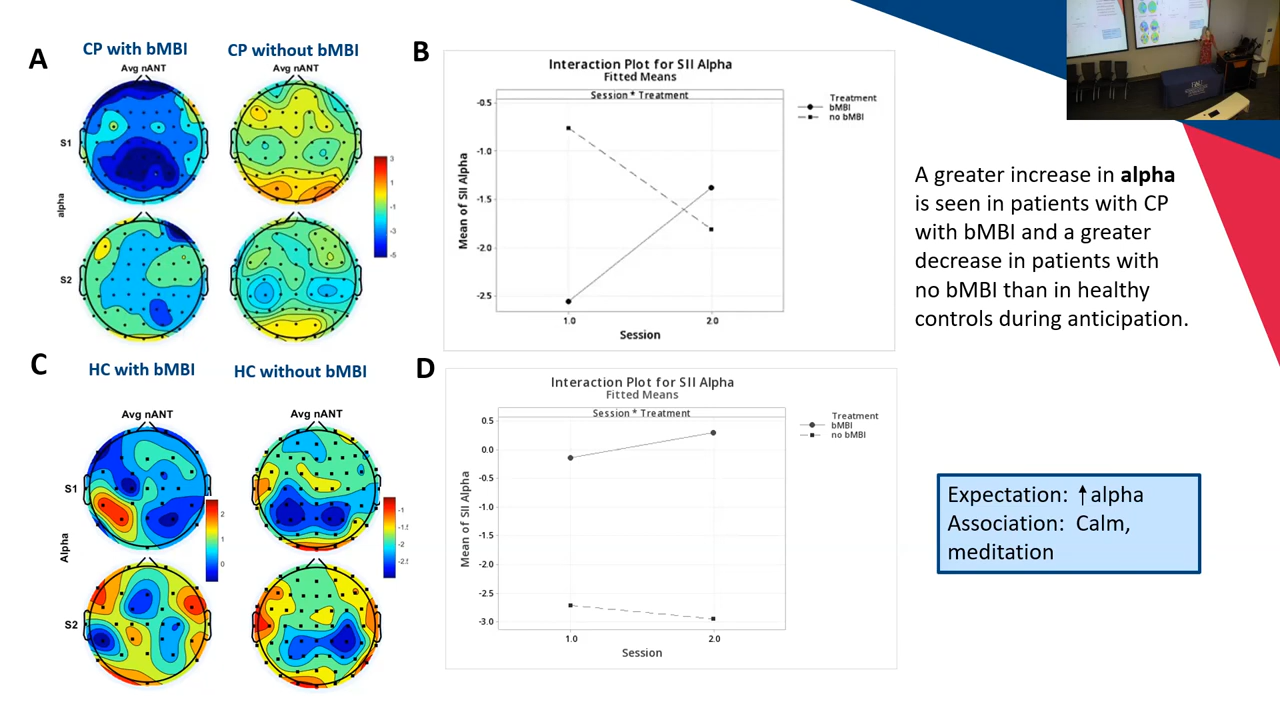 A
CP with bMBI
CP without bMBI
Avg nANT
Avg nANT
S1
alpha
S2
3
1
-1
-3
-5
B
Interaction Plot for SII Alpha
Fitted Means
Session * Treatment
Treatment
bMBI
no bMBI
Mean of SII Alpha
-0.5
-1.0
-1.5
-2.0
-2.5
1.0
2.0
Session
A greater increase in alpha
is seen in patients with CP
with bMBI and a greater
decrease in patients with
no bMBI than in healthy
controls during anticipation.
C
HC with bMBI
HC without bMBI
Avg nANT
Avg nANT
S1
Alpha
S2
2
1
0
-1
-1.5
-2
-2.5
D
Interaction Plot for SII Alpha
Fitted Means
Session * Treatment
Treatment
bMBI
no bMBI
Mean of SII Alpha
0.5
0.0
-0.5
-1.0
-1.5
-2.0
-2.5
-3.0
1.0
2.0
Session
Expectation: ↑alpha
Association: Calm,
meditation